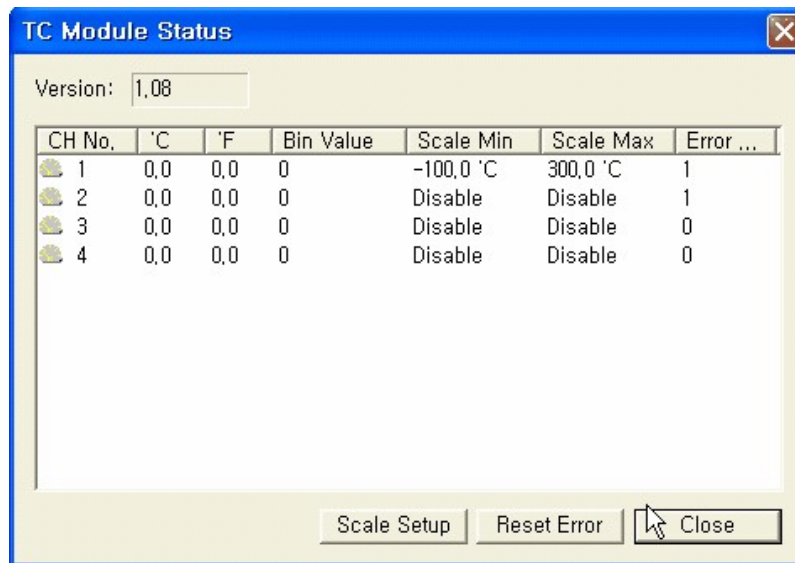 TC Module Status
Version: 1,08
CH No, 'C 'F Bin Value Scale Min Scale Max Error ...
1 0,0 0,0 0 -100,0 'C 300,0 'C 1
2 0,0 0,0 0 Disable Disable 1
3 0,0 0,0 0 Disable Disable 0
4 0,0 0,0 0 Disable Disable 0
Scale Setup Reset Error Close